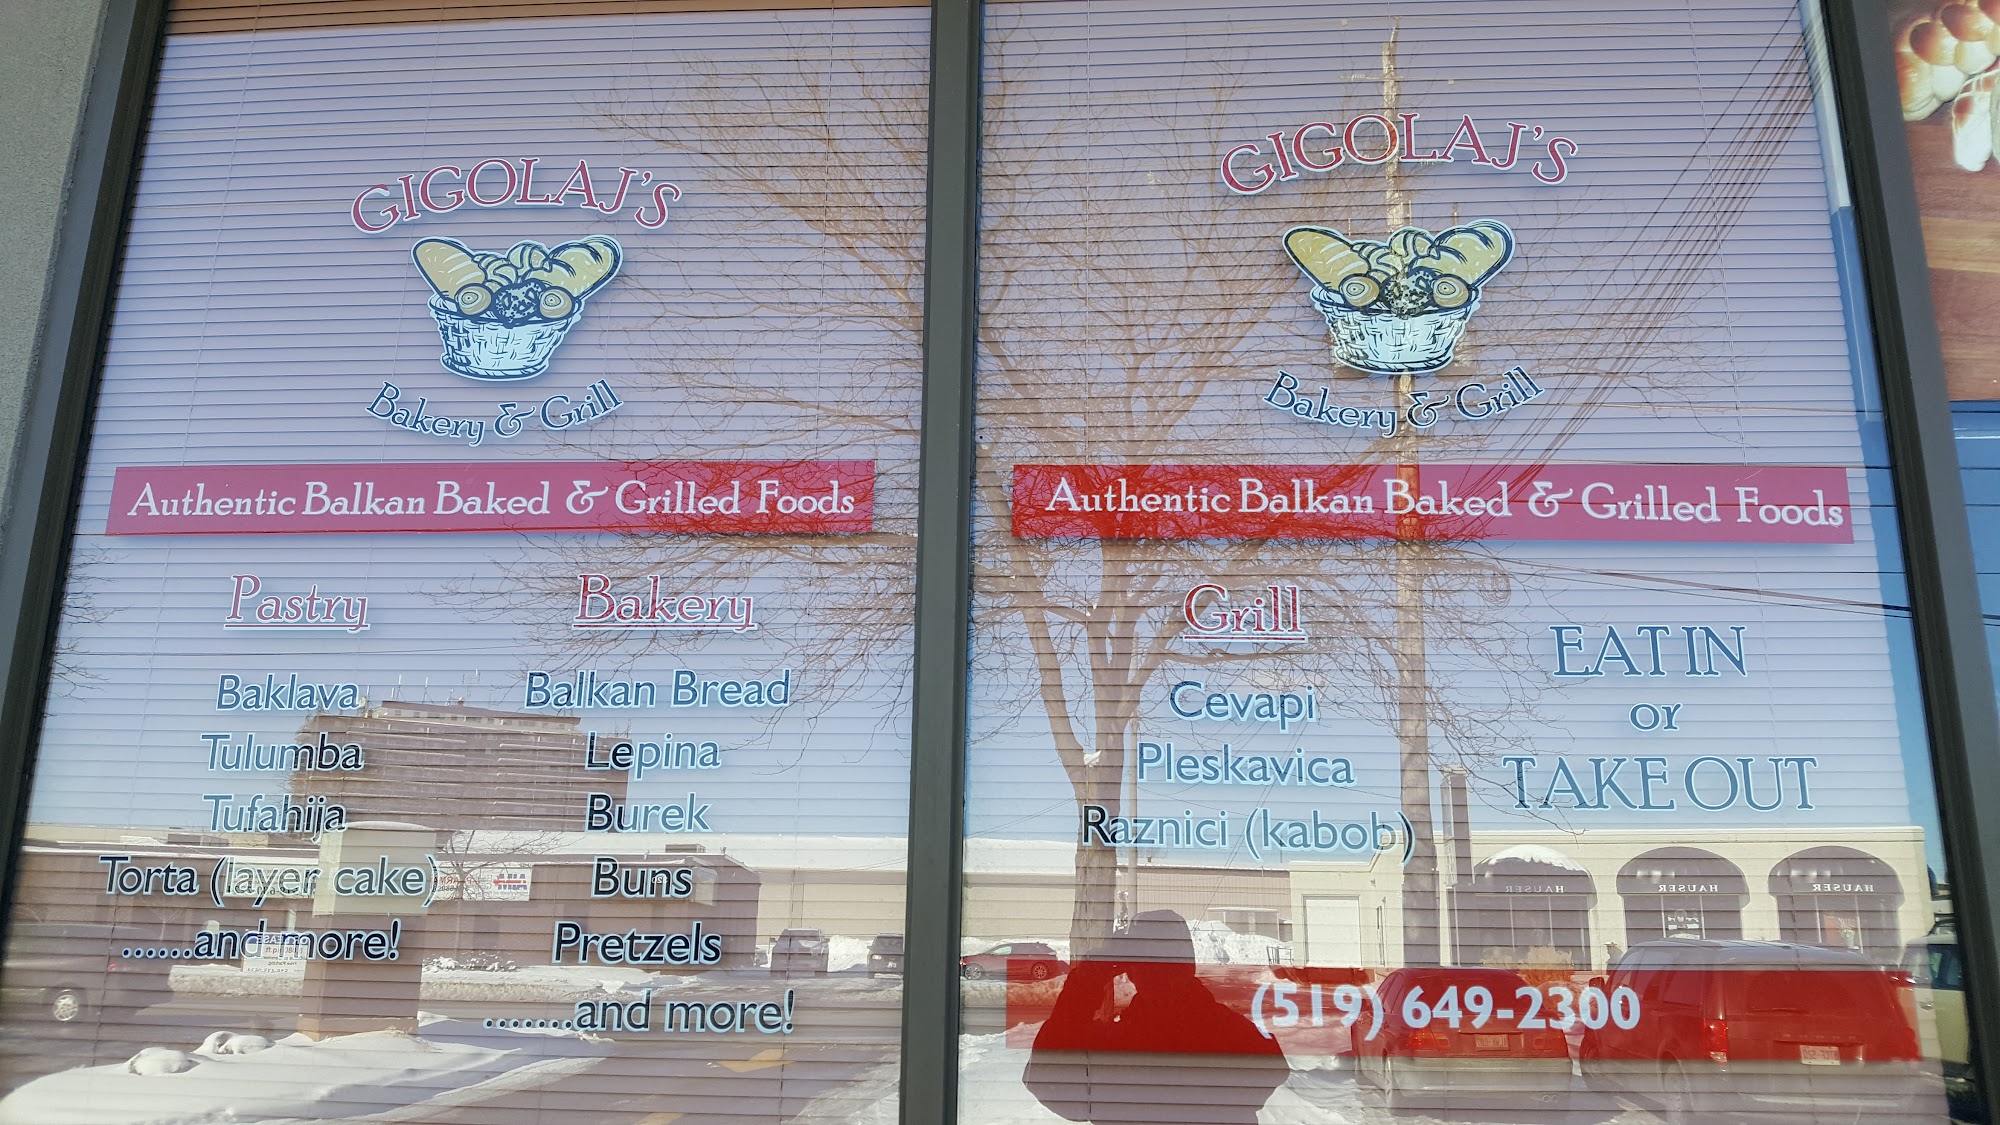 GIGOLAJ'S
Bakery & Grill
Authentic Balkan Baked & Grilled Foods
Pastry
Baklava
Tulumba
Tufahija
Torta (layer cake)
......and more!
Bakery
Balkan Bread
Lepina
Burek
Buns
Pretzels
.......and more!
GIGOLAJ'S
Bakery & Grill
Authentic Balkan Baked & Grilled Foods
Grill
Cevapi
Pleskavica
Raznici (kabob)
EAT IN
or
TAKE OUT
(519) 649-2300
HAUSER
HAUSER
HAUSER